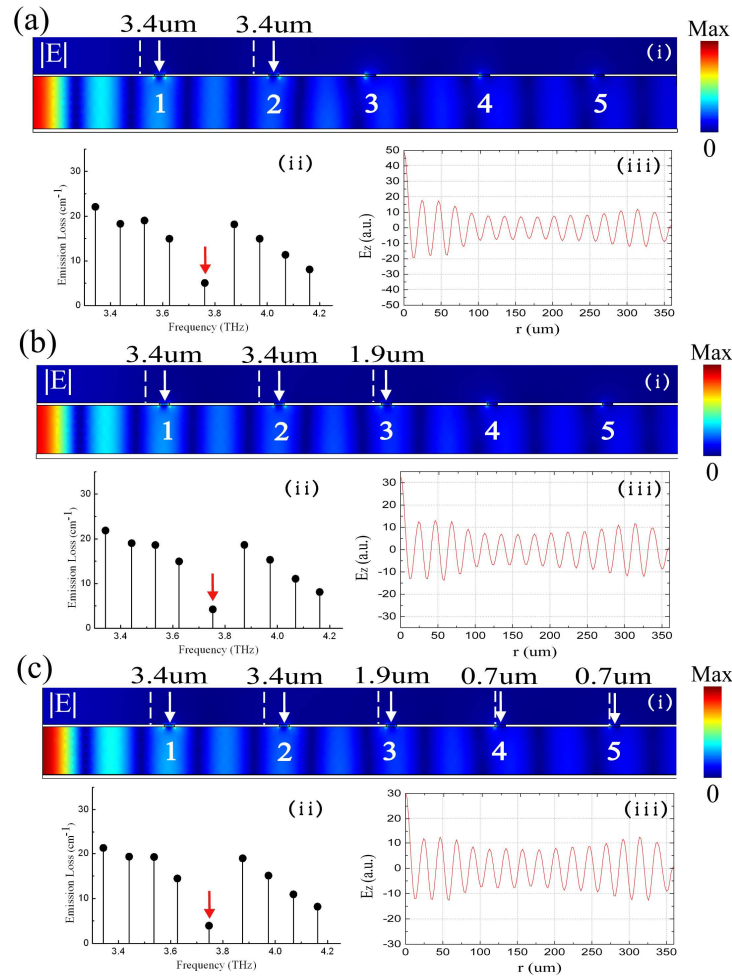 (a)
3.4um 3.4um Max
|E| (i)
1 2 3 4 5
0
(ii)
Emission Loss (cm-1)
30
20
10
0
3.4 3.6 3.8 4.0 4.2
Frequency (THz)
(iii)
Ez (a.u.)
50
40
30
20
10
0
-10
-20
-30
-40
-50
0 50 100 150 200 250 300 350
r (um)
(b)
3.4um 3.4um 1.9um Max
|E| (i)
1 2 3 4 5
0
(ii)
Emission Loss (cm-1)
30
20
10
0
3.4 3.6 3.8 4.0 4.2
Frequency (THz)
(iii)
Ez (a.u.)
30
20
10
0
-10
-20
-30
0 50 100 150 200 250 300 350
r (um)
(c)
3.4um 3.4um 1.9um 0.7um 0.7um Max
|E| (i)
1 2 3 4 5
0
(ii)
Emission Loss (cm-1)
30
20
10
0
3.4 3.6 3.8 4.0 4.2
Frequency (THz)
(iii)
Ez (a.u.)
30
20
10
0
-10
-20
30
0 50 100 150 200 250 300 350
r (um)